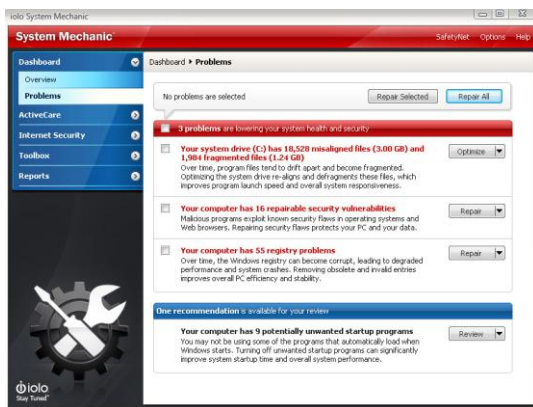 iolo System Mechanic
System Mechanic
SafetyNet Options Help
Dashboard
Overview
Problems
ActiveCare
Internet Security
Toolbox
Reports
Dashboard Problems
No problems are selected
Repair Selected
Repair All
3 problems are lowering your system health and security
Your system drive (C:) has 18,528 misaligned files (3.00 GB) and
1,984 fragmented files (1.24 GB)
Over time, program files tend to drift apart and become fragmented.
Optimizing the system drive re-aligns and defragments these files, which
improves program launch speed and overall system responsiveness.
Optimize
Your computer has 16 repairable security vulnerabilities
Malicious programs exploit known security flaws in operating systems and
Web browsers. Repairing security flaws protects your PC and your data.
Repair
Your computer has 55 registry problems
Over time, the Windows registry can become corrupt, leading to degraded
performance and system crashes. Removing obsolete and invalid entries
improves overall PC efficiency and stability.
Repair
One recommendation is available for your review
Your computer has 9 potentially unwanted startup programs
You may not be using some of the programs that automatically load when
Windows starts. Turning off unwanted startup programs can significantly
improve system startup time and overall system performance.
Review
iolo
Stay Tuned